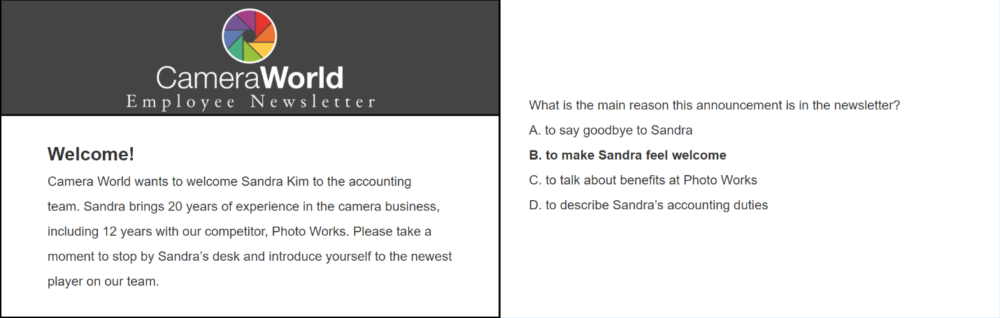 CameraWorld
Employee Newsletter
Welcome!
Camera World wants to welcome Sandra Kim to the accounting
team. Sandra brings 20 years of experience in the camera business,
including 12 years with our competitor, Photo Works. Please take a
moment to stop by Sandra’s desk and introduce yourself to the newest
player on our team.
What is the main reason this announcement is in the newsletter?
A. to say goodbye to Sandra
B. to make Sandra feel welcome
C. to talk about benefits at Photo Works
D. to describe Sandra’s accounting duties